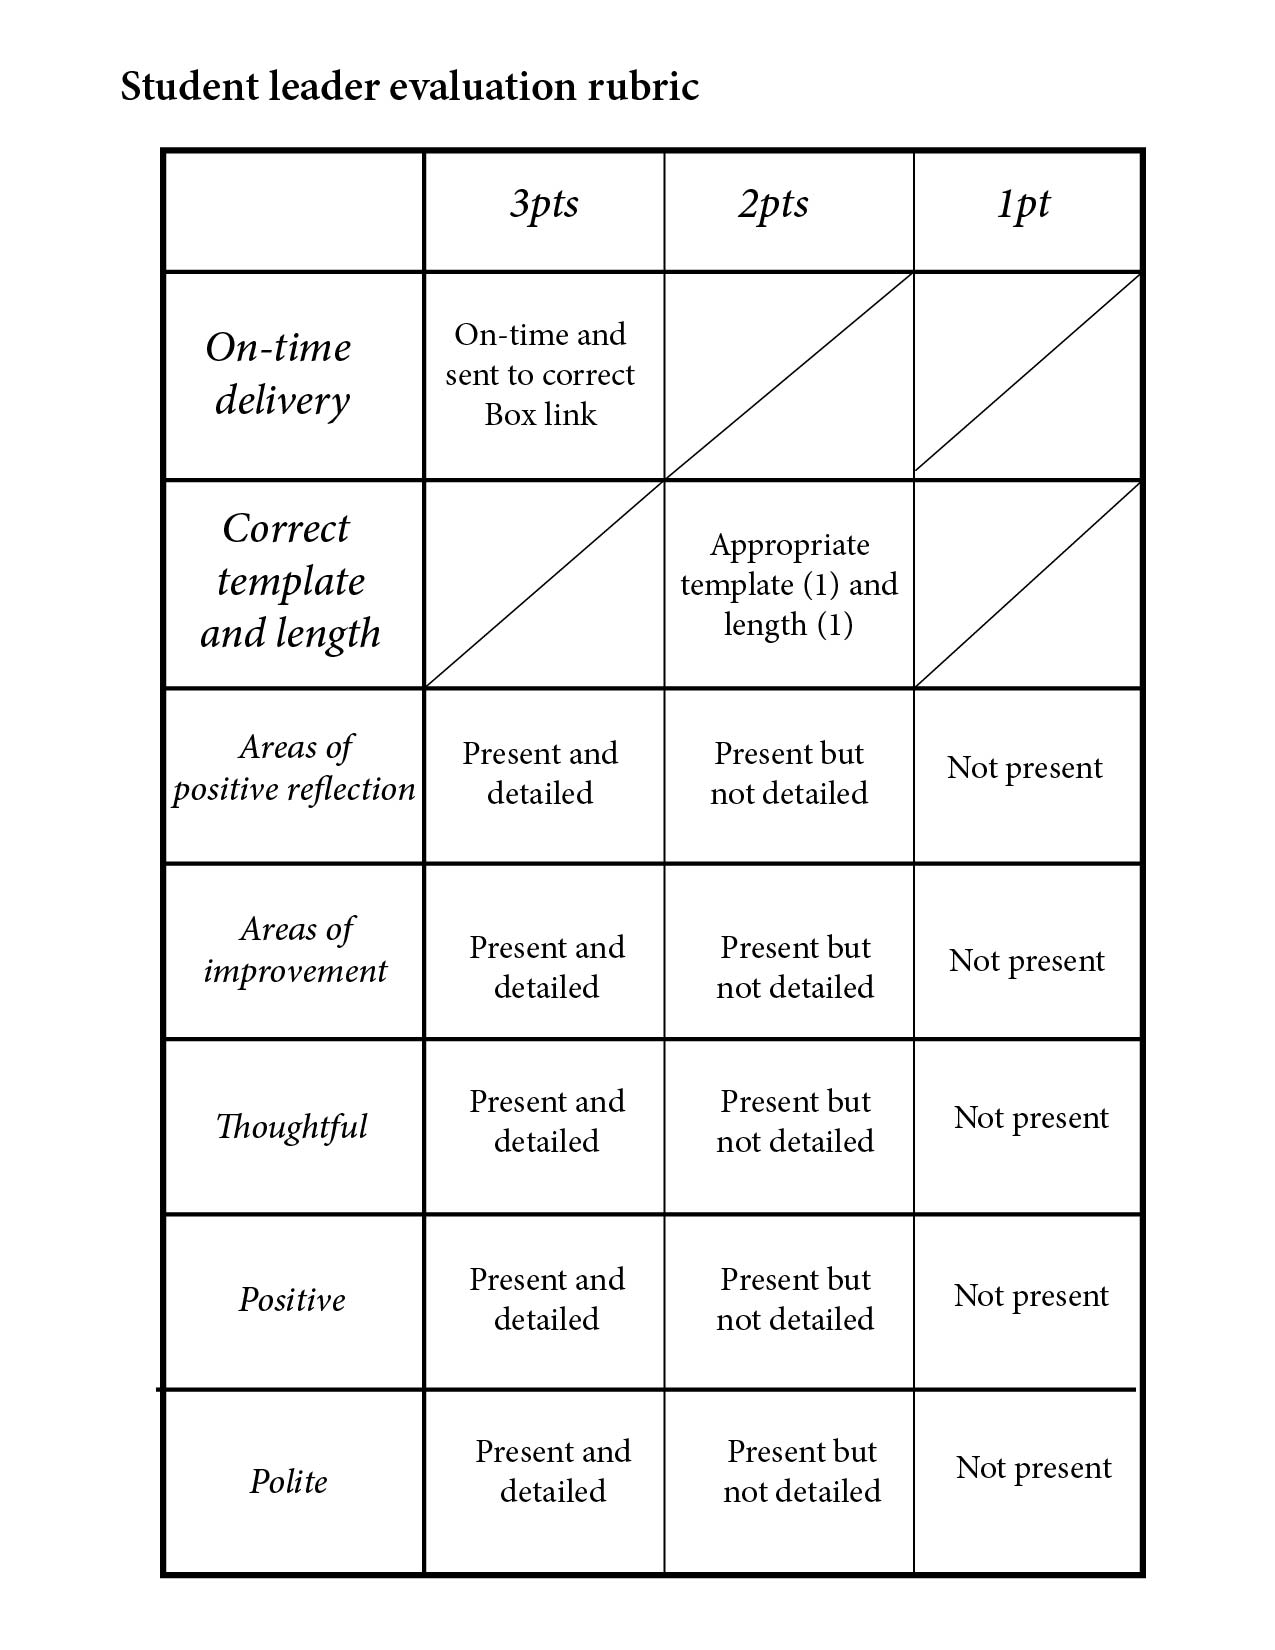 Student leader evaluation rubric
3pts
2pts
1pt
On-time
delivery
On-time and
sent to correct
Box link
Correct
template
and length
Appropriate
template (1) and
length (1)
Areas of
positive reflection
Present and
detailed
Present but
not detailed
Not present
Areas of
improvement
Present and
detailed
Present but
not detailed
Not present
Thoughtful
Present and
detailed
Present but
not detailed
Not present
Positive
Present and
detailed
Present but
not detailed
Not present
Polite
Present and
detailed
Present but
not detailed
Not present